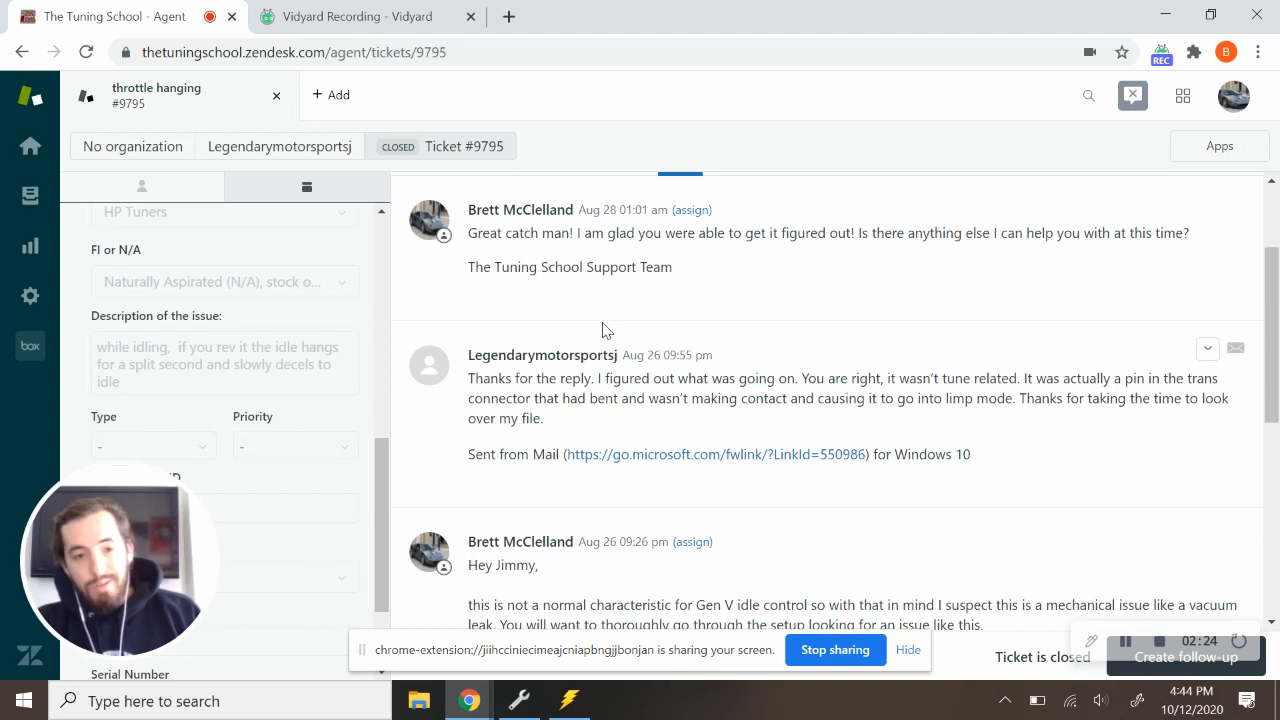 The Tuning School - Agent
Vidyard Recording - Vidyard
thetuningschool.zendesk.com/agent/tickets/9795
B
REC
throttle hanging
#9795
+ Add
No organization
Legendarymotorsportsj
CLOSED Ticket #9795
Apps
HP Tuners
FI or N/A
Naturally Aspirated (N/A), stock o...
Description of the issue:
while idling, if you rev it the idle hangs
for a split second and slowly decels to
idle
Type
Priority
-
-
box
Serial Number
Brett McClelland Aug 28 01:01 am (assign)
Great catch man! I am glad you were able to get it figured out! Is there anything else I can help you with at this time?
The Tuning School Support Team
Legendarymotorsportsj Aug 26 09:55 pm
Thanks for the reply. I figured out what was going on. You are right, it wasn't tune related. It was actually a pin in the trans
connector that had bent and wasn't making contact and causing it to go into limp mode. Thanks for taking the time to look
over my file.
Sent from Mail (https://go.microsoft.com/fwlink/?LinkId=550986) for Windows 10
Brett McClelland Aug 26 09:26 pm (assign)
Hey Jimmy,
this is not a normal characteristic for Gen V idle control so with that in mind I suspect this is a mechanical issue like a vacuum
leak. You will want to thoroughly go through the setup looking for an issue like this.
02:24
chrome-extension://jiihcciniecimeajcniapbngjjbonjan is sharing your screen.
Stop sharing
Hide
Ticket is closed
Create follow-up
Type here to search
4:44 PM
10/12/2020